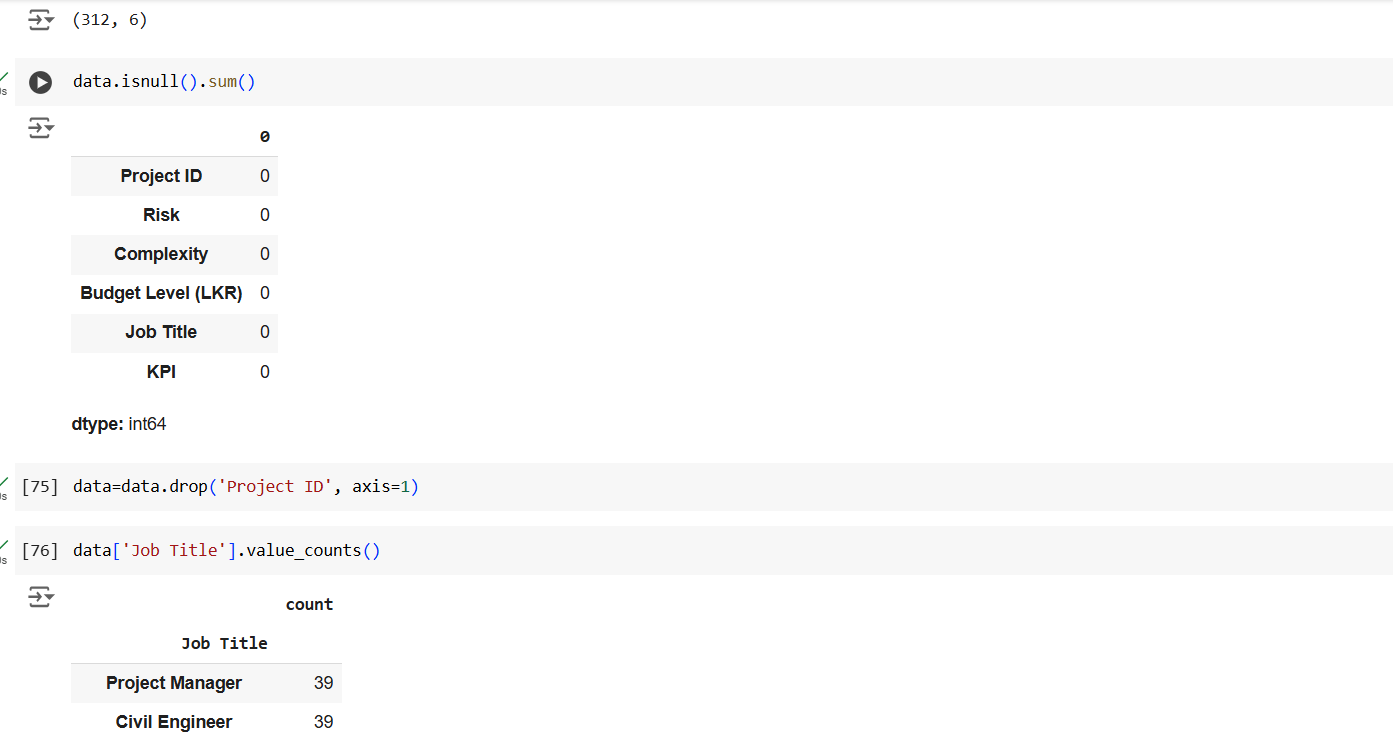 (312, 6)
data.isnull().sum()
0
Project ID 0
Risk 0
Complexity 0
Budget Level (LKR) 0
Job Title 0
KPI 0
dtype: int64
[75] data=data.drop('Project ID', axis=1)
[76] data['Job Title'].value_counts()
count
Job Title
Project Manager 39
Civil Engineer 39